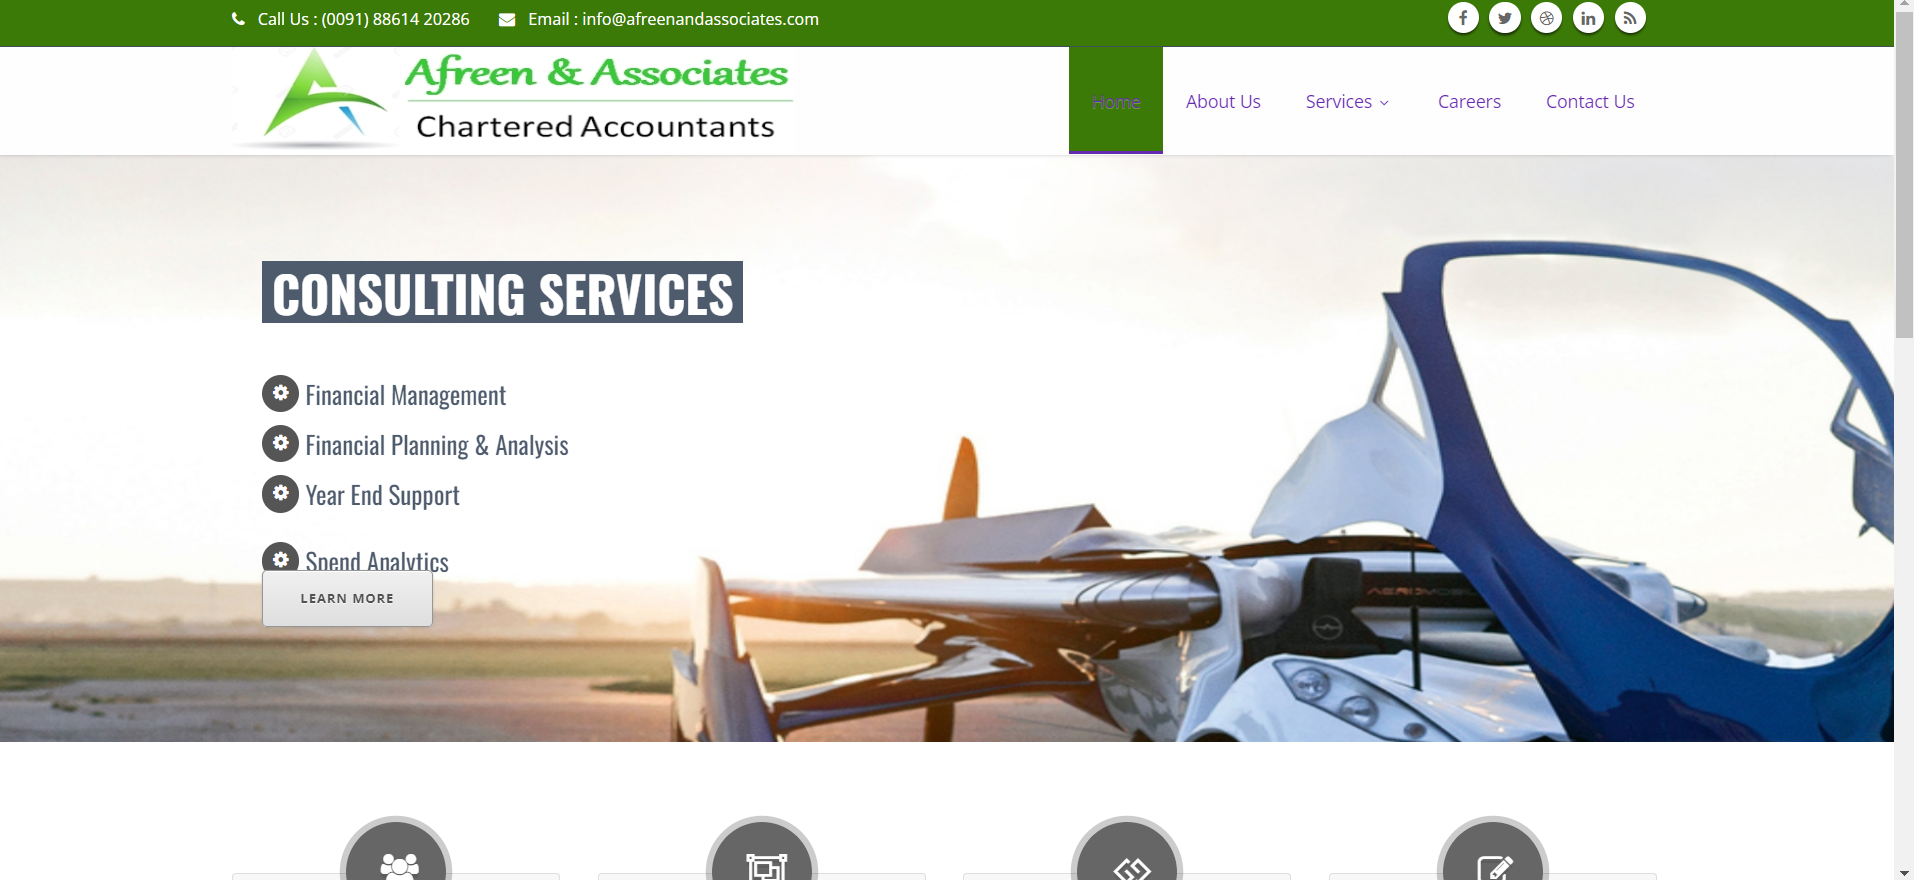 Call Us : (0091) 88614 20286
Email : info@afreenandassociates.com
Afreen & Associates
Chartered Accountants
Home
About Us
Services
Careers
Contact Us
CONSULTING SERVICES
Financial Management
Financial Planning & Analysis
Year End Support
Spend Analytics
LEARN MORE
AEROMOBIL